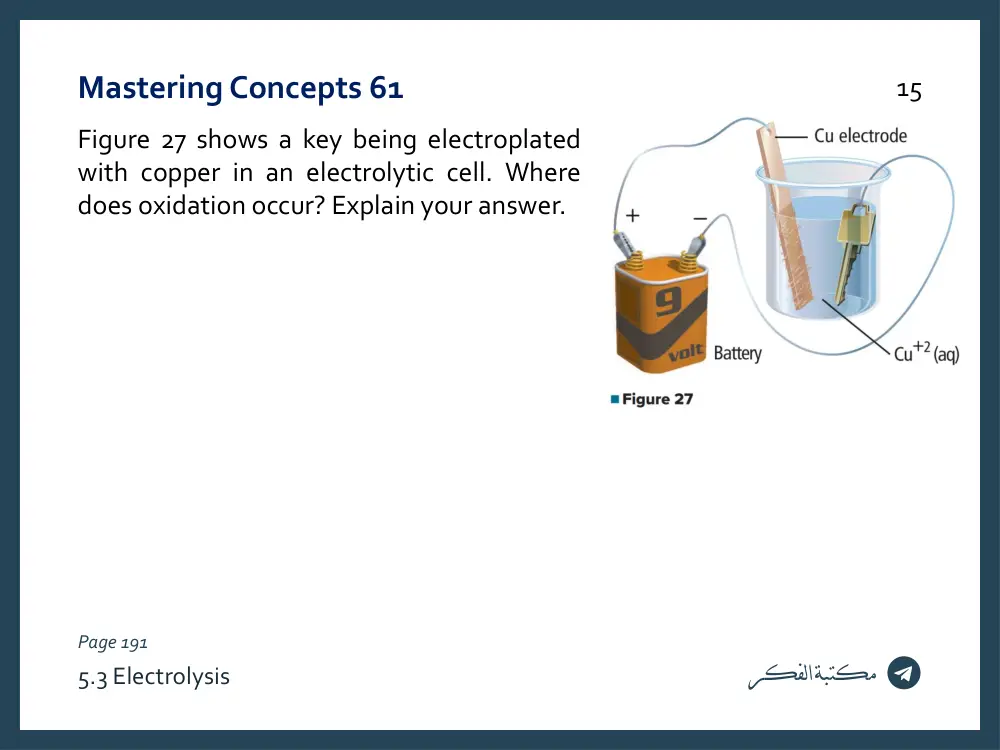 Mastering Concepts 61
15
Figure 27 shows a key being electroplated
with copper in an electrolytic cell. Where
does oxidation occur? Explain your answer.
Cu electrode
+
−
9
volt
Battery
Cu+2 (aq)
Figure 27
Page 191
5.3 Electrolysis
مكتبة الفكر